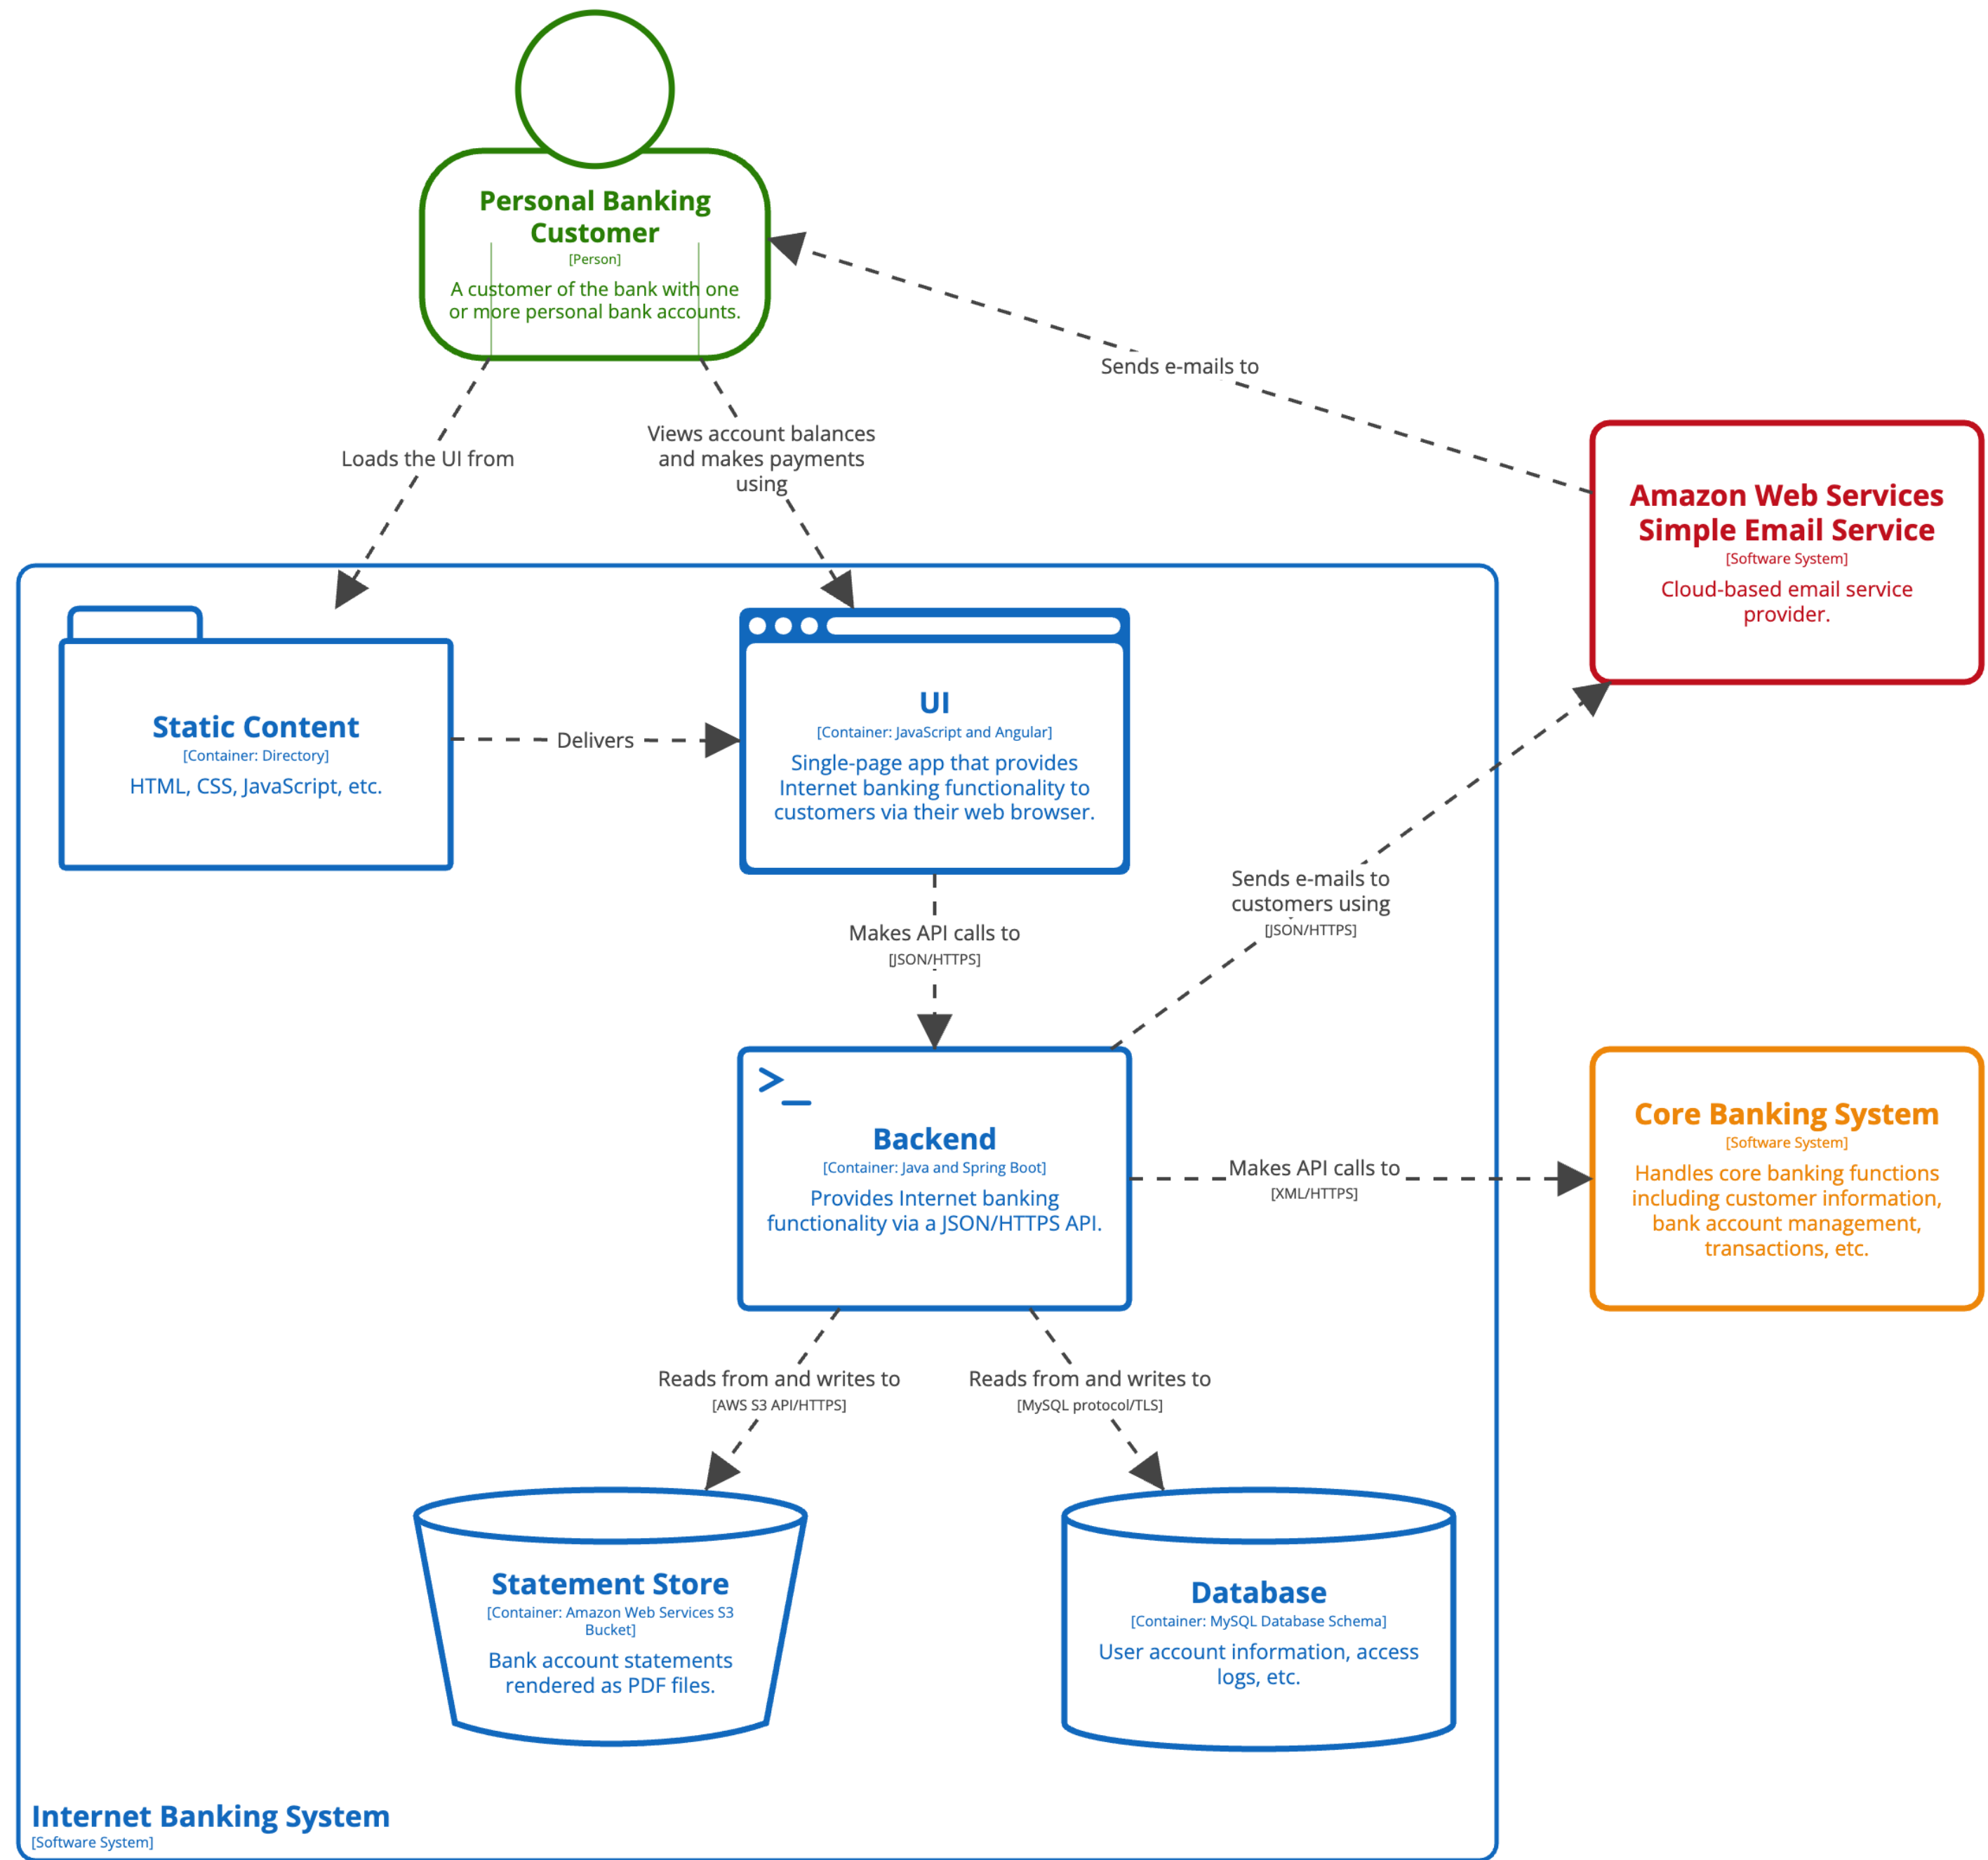 Personal Banking
Customer
[Person]
A customer of the bank with one
or more personal bank accounts.
Sends e-mails to
Loads the UI from
Views account balances
and makes payments
using
Amazon Web Services
Simple Email Service
[Software System]
Cloud-based email service
provider.
Static Content
[Container: Directory]
HTML, CSS, JavaScript, etc.
Delivers
UI
[Container: JavaScript and Angular]
Single-page app that provides
Internet banking functionality to
customers via their web browser.
Makes API calls to
[JSON/HTTPS]
Sends e-mails to
customers using
[JSON/HTTPS]
>_
Backend
[Container: Java and Spring Boot]
Provides Internet banking
functionality via a JSON/HTTPS API.
Makes API calls to
[XML/HTTPS]
Core Banking System
[Software System]
Handles core banking functions
including customer information,
bank account management,
transactions, etc.
Reads from and writes to
[AWS S3 API/HTTPS]
Reads from and writes to
[MySQL protocol/TLS]
Statement Store
[Container: Amazon Web Services S3
Bucket]
Bank account statements
rendered as PDF files.
Database
[Container: MySQL Database Schema]
User account information, access
logs, etc.
Internet Banking System
[Software System]